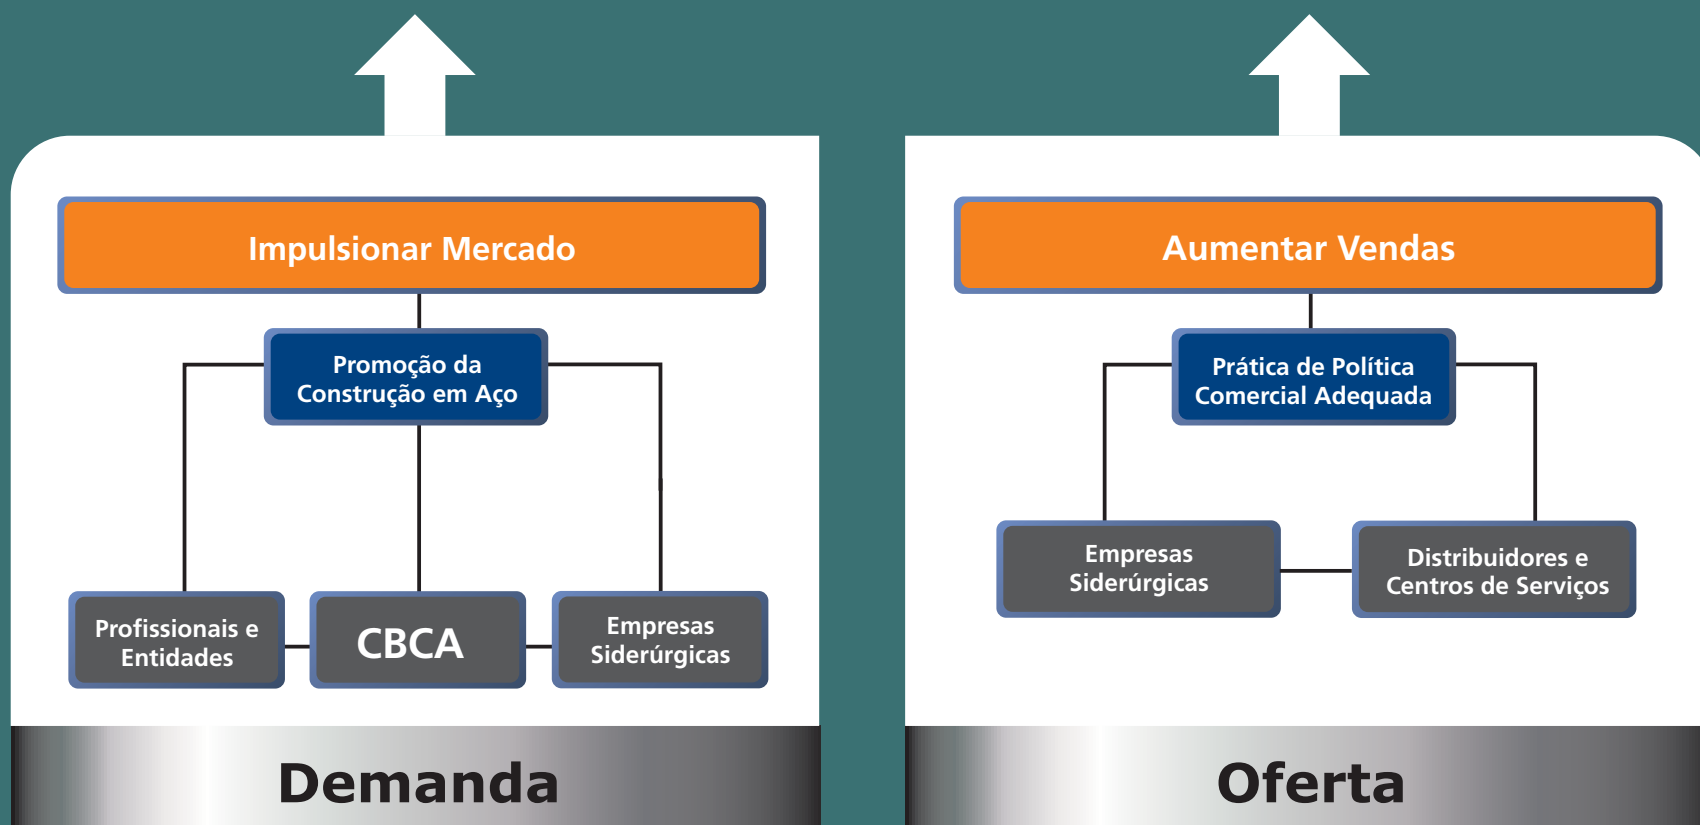 Impulsionar Mercado
Promoção da
Construção em Aço
Profissionais e
Entidades
CBCA
Empresas
Siderúrgicas
Demanda
Aumentar Vendas
Prática de Política
Comercial Adequada
Empresas
Siderúrgicas
Distribuidores e
Centros de Serviços
Oferta